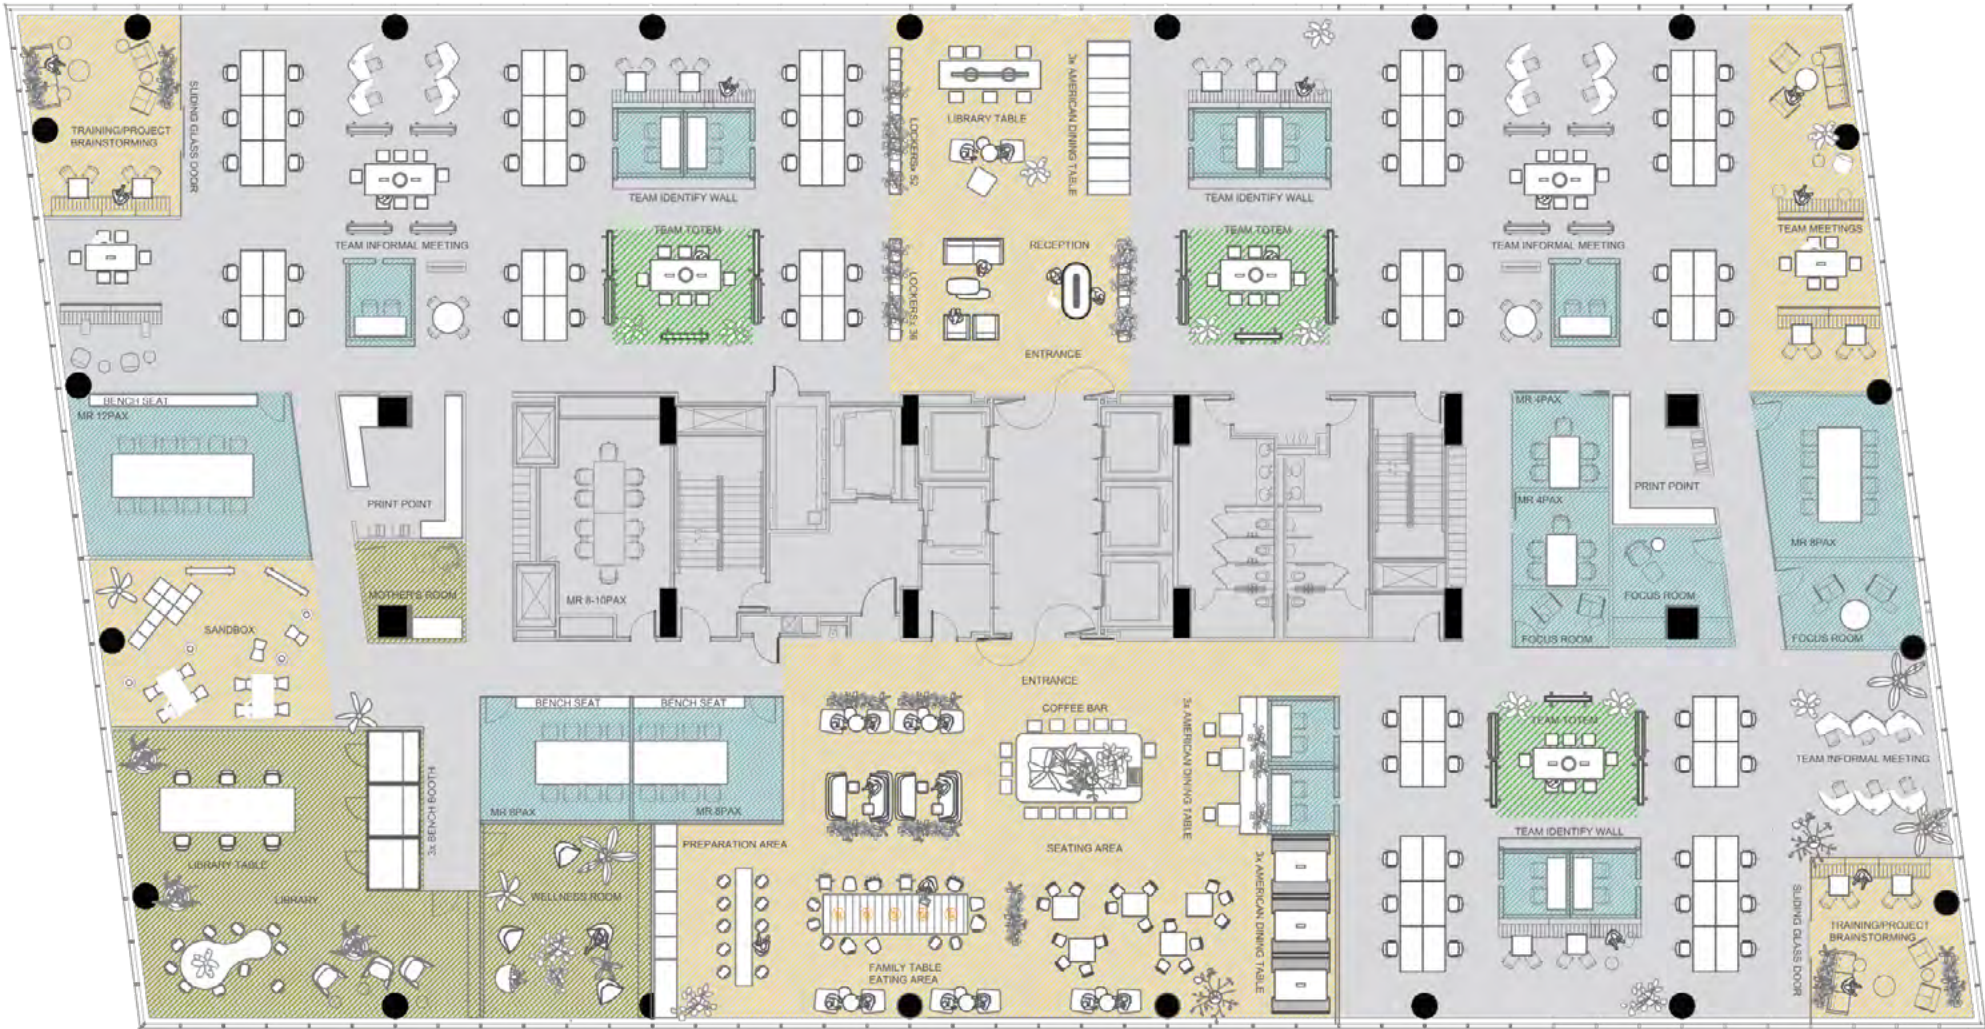 TRAINING/PROJECT
BRAINSTORMING
SLIDING GLASS DOOR
TEAM INFORMAL MEETING
TEAM IDENTIFY WALL
TEAM TOTEM
LOCKERS x 52
LOCKERS x 36
LIBRARY TABLE
3x AMERICAN DINING TABLE
RECEPTION
ENTRANCE
TEAM IDENTIFY WALL
TEAM TOTEM
TEAM INFORMAL MEETING
TEAM MEETINGS
BENCH SEAT
MR 12PAX
PRINT POINT
MOTHER'S ROOM
MR 8-10PAX
MR 4PAX
MR 4PAX
PRINT POINT
FOCUS ROOM
FOCUS ROOM
MR 8PAX
FOCUS ROOM
SANDBOX
BENCH SEAT
BENCH SEAT
MR 8PAX
MR 8PAX
3x BENCH BOOTH
LIBRARY TABLE
LIBRARY
WELLNESS ROOM
PREPARATION AREA
ENTRANCE
COFFEE BAR
3x AMERICAN DINING TABLE
SEATING AREA
3x AMERICAN DINING TABLE
FAMILY TABLE
EATING AREA
TEAM TOTEM
TEAM IDENTIFY WALL
TEAM INFORMAL MEETING
SLIDING GLASS DOOR
TRAINING/PROJECT
BRAINSTORMING